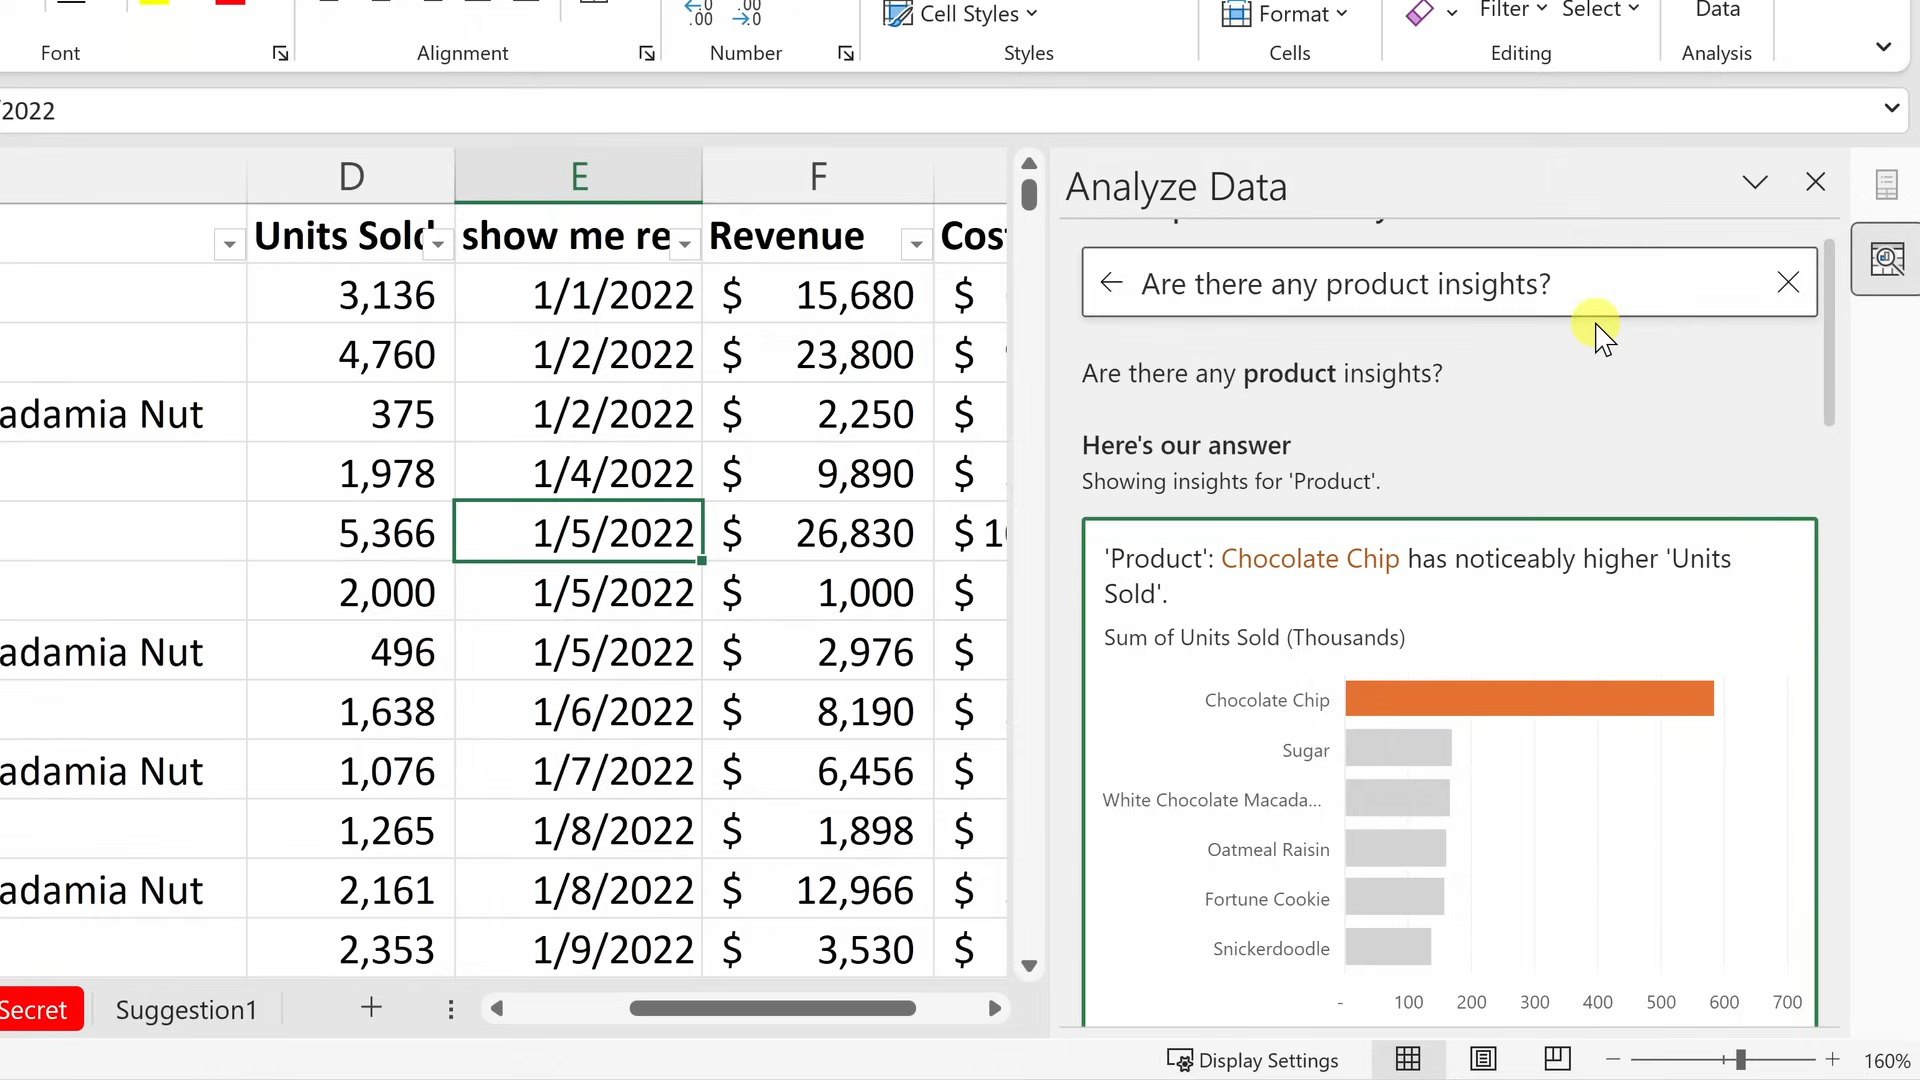 .00 .00
Cell Styles
Format
Filter Select
Data
Font Alignment Number Styles Cells Editing Analysis
/2022
D E F
Units Sold show me re Revenue Cos
3,136 1/1/2022 $ 15,680 $
4,760 1/2/2022 $ 23,800 $
adamia Nut 375 1/2/2022 $ 2,250 $
1,978 1/4/2022 $ 9,890 $
5,366 1/5/2022 $ 26,830 $ 1
2,000 1/5/2022 $ 1,000 $
adamia Nut 496 1/5/2022 $ 2,976 $
1,638 1/6/2022 $ 8,190 $
adamia Nut 1,076 1/7/2022 $ 6,456 $
1,265 1/8/2022 $ 1,898 $
adamia Nut 2,161 1/8/2022 $ 12,966 $
2,353 1/9/2022 $ 3,530 $
Secret Suggestion1
Analyze Data
Are there any product insights?
Are there any product insights?
Here's our answer
Showing insights for 'Product'.
'Product': Chocolate Chip has noticeably higher 'Units
Sold'.
Sum of Units Sold (Thousands)
Chocolate Chip
Sugar
White Chocolate Macada...
Oatmeal Raisin
Fortune Cookie
Snickerdoodle
- 100 200 300 400 500 600 700
Display Settings 160%